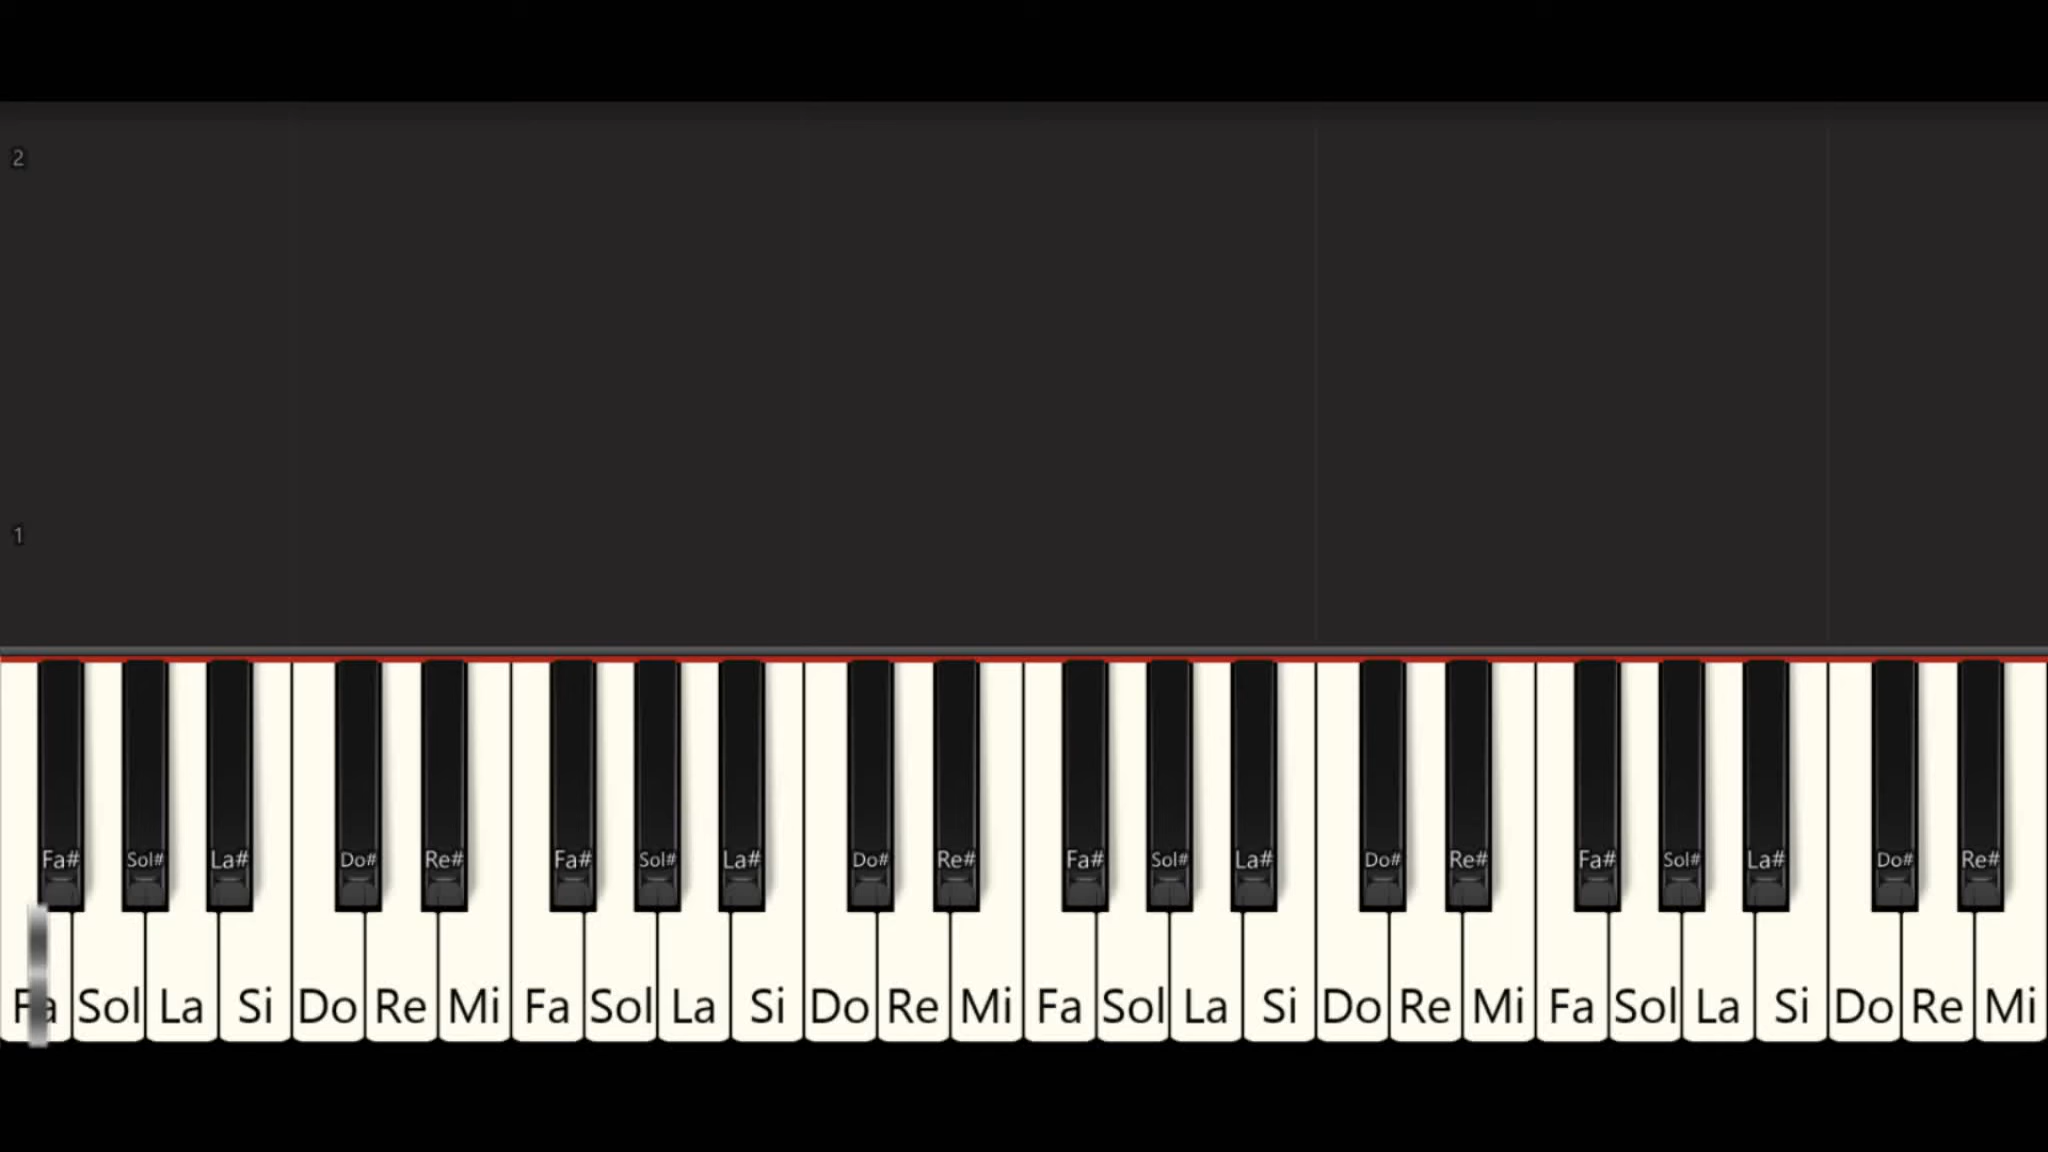 2
1
Fa# Sol# La# Do# Re# Fa# Sol# La# Do# Re# Fa# Sol# La# Do# Re# Fa# Sol# La# Do# Re#
Fa Sol La Si Do Re Mi Fa Sol La Si Do Re Mi Fa Sol La Si Do Re Mi Fa Sol La Si Do Re Mi